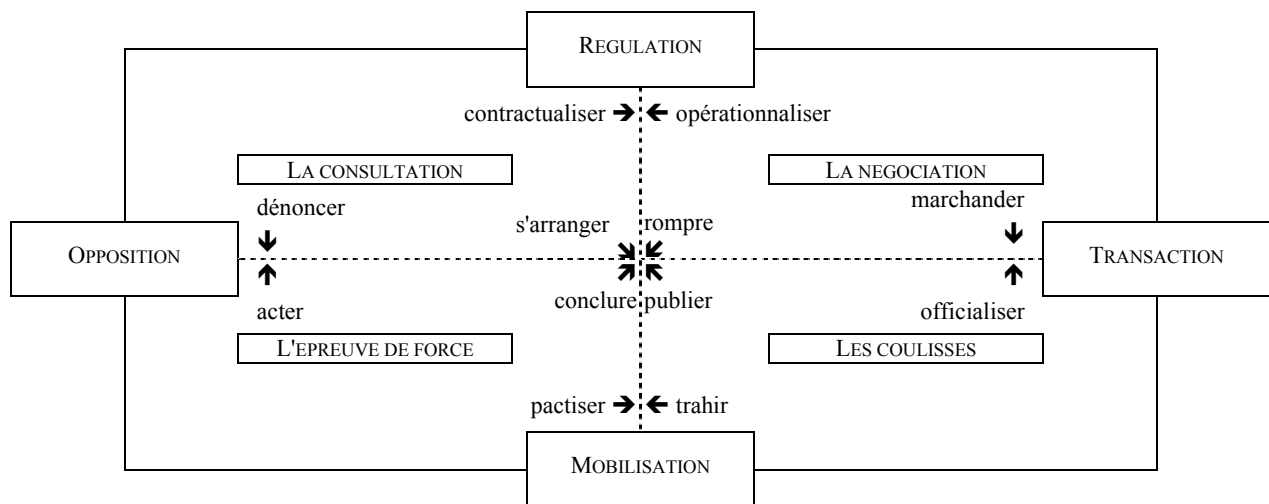 REGULATION
contractualiser → ← opérationnaliser
LA CONSULTATION LA NEGOCIATION
dénoncer marchander
s'arranger rompre
OPPOSITION TRANSACTION
conclure publier
acter officialiser
L'EPREUVE DE FORCE LES COULISSES
pactiser → ← trahir
MOBILISATION